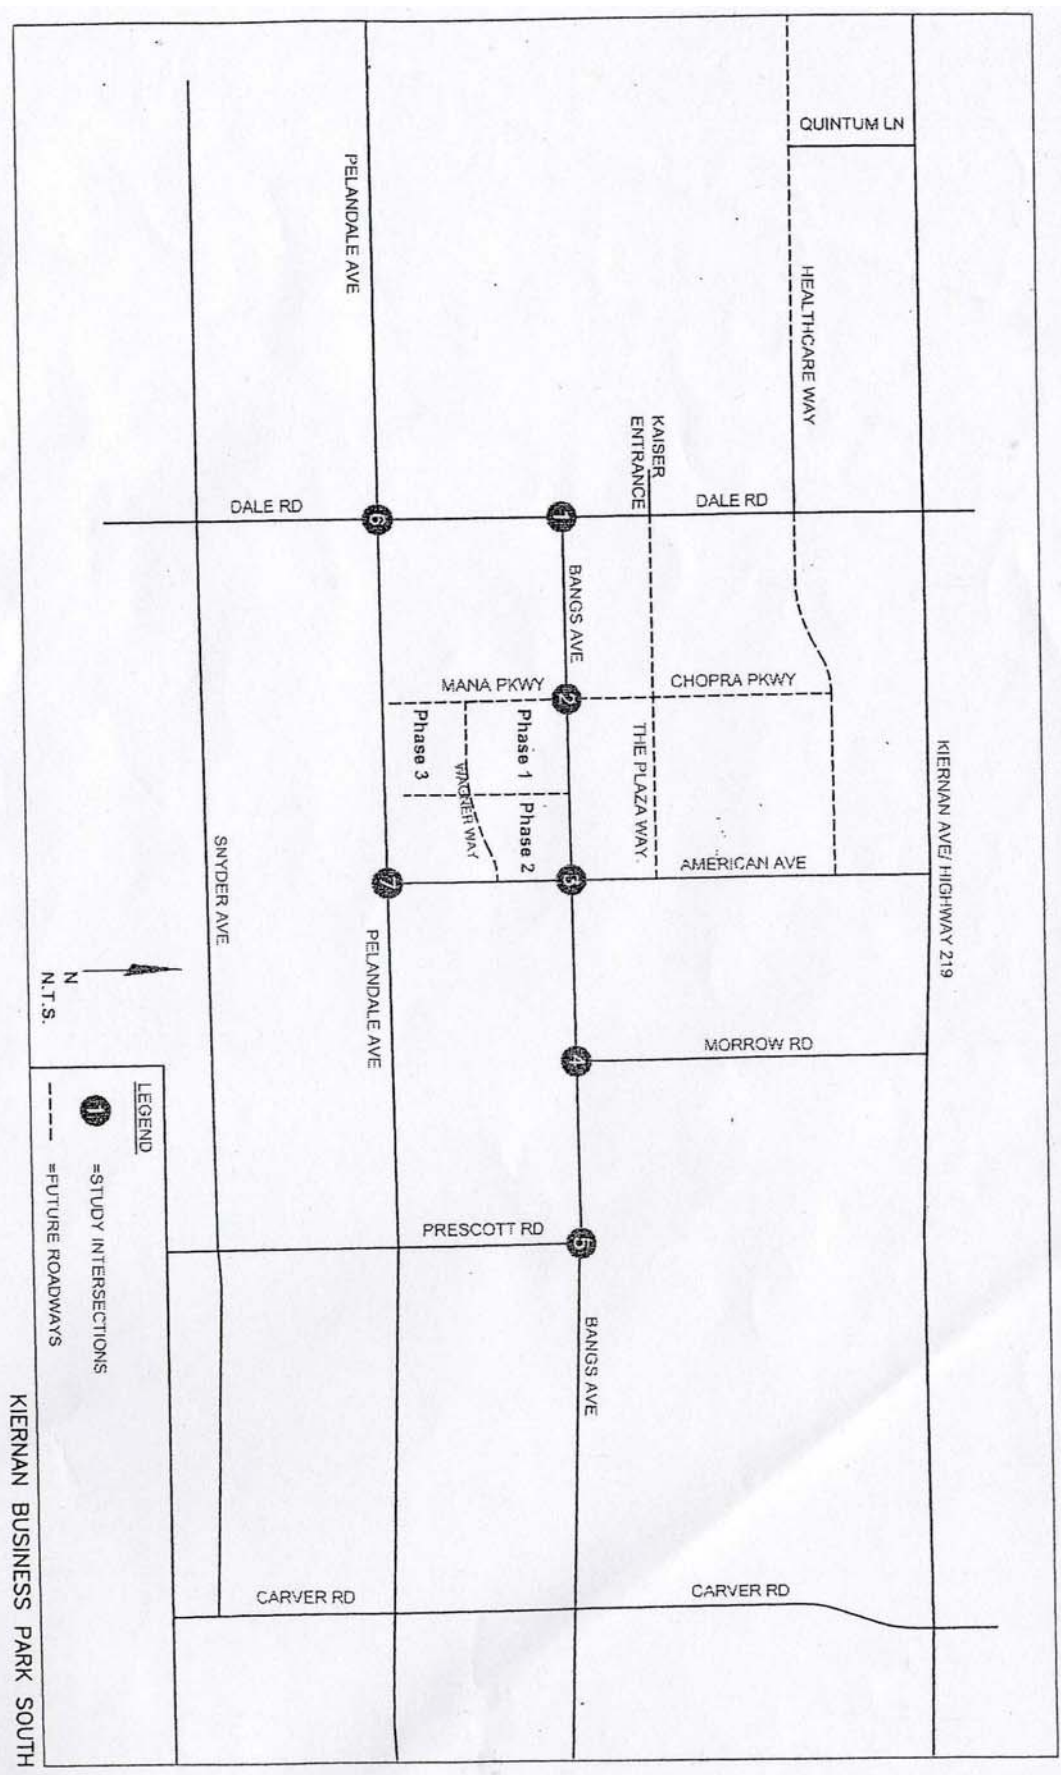 QUINTUM LN
KIERNAN AVE/ HIGHWAY 219
HEALTHCARE WAY
KAISER
ENTRANCE
DALE RD
CHOPRA PKWY
THE PLAZA WAY
AMERICAN AVE
MORROW RD
CARVER RD
1
BANGS AVE
2
3
4
5
BANGS AVE
MANA PKWY
Phase 1
Phase 2
WAGNER WAY
Phase 3
PELANDALE AVE
6
7
PELANDALE AVE
DALE RD
PRESCOTT RD
CARVER RD
SNYDER AVE
N
N.T.S.
LEGEND
1 =STUDY INTERSECTIONS
=FUTURE ROADWAYS
KIERNAN BUSINESS PARK SOUTH